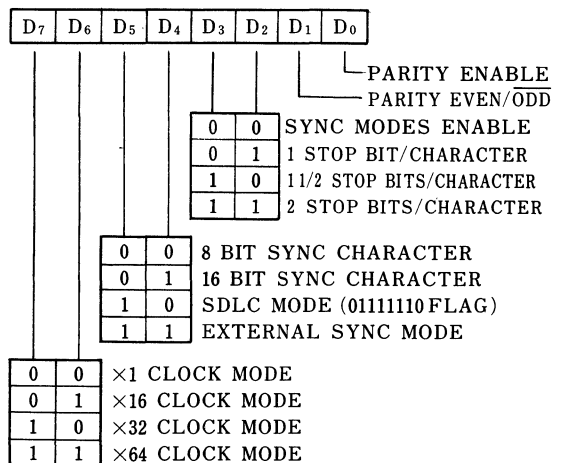 D7 D6 D5 D4 D3 D2 D1 D0
PARITY ENABLE
PARITY EVEN/ODD
0 0 SYNC MODES ENABLE
0 1 1 STOP BIT/CHARACTER
1 0 1 1/2 STOP BITS/CHARACTER
1 1 2 STOP BITS/CHARACTER
0 0 8 BIT SYNC CHARACTER
0 1 16 BIT SYNC CHARACTER
1 0 SDLC MODE (01111110 FLAG)
1 1 EXTERNAL SYNC MODE
0 0 ×1 CLOCK MODE
0 1 ×16 CLOCK MODE
1 0 ×32 CLOCK MODE
1 1 ×64 CLOCK MODE